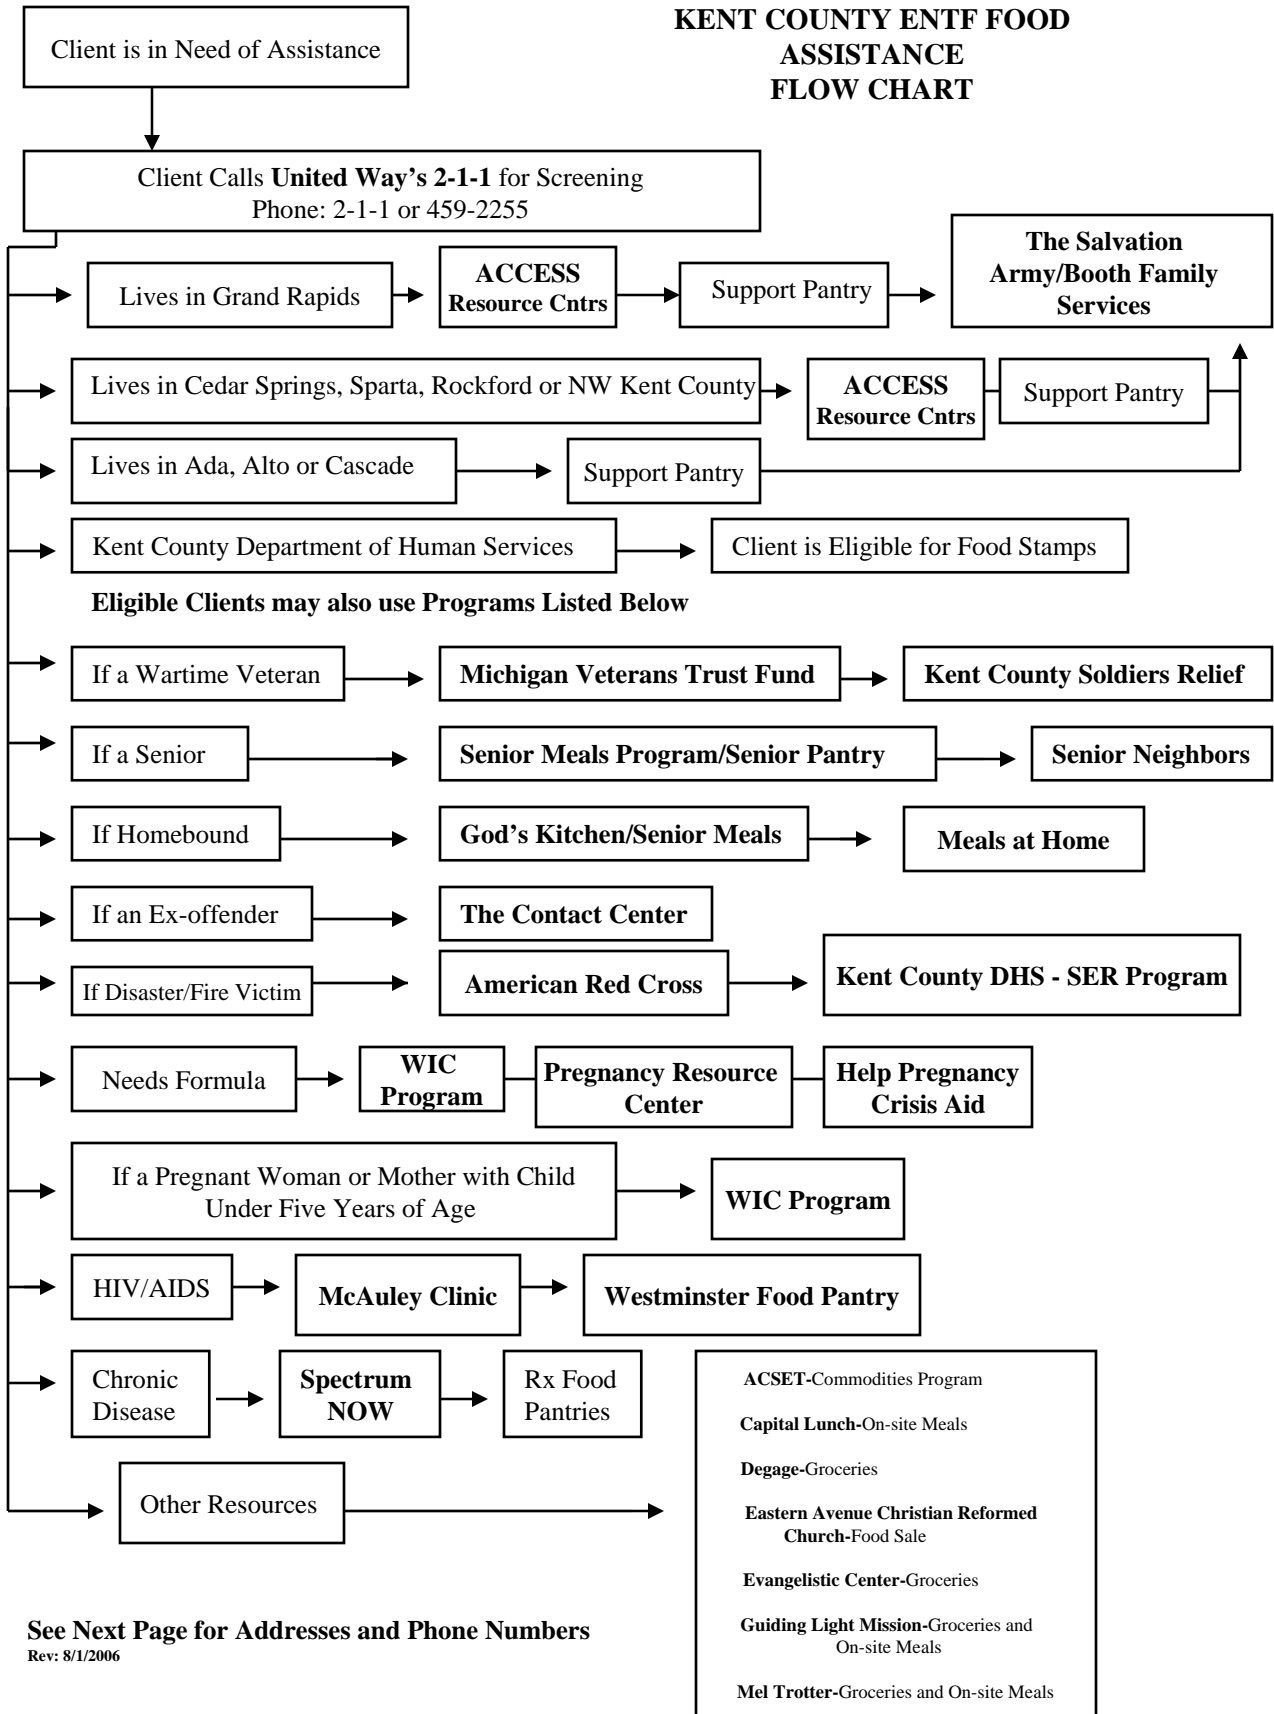 KENT COUNTY ENTF FOOD
ASSISTANCE
FLOW CHART
Client is in Need of Assistance
Client Calls United Way's 2-1-1 for Screening
Phone: 2-1-1 or 459-2255
Lives in Grand Rapids
ACCESS
Resource Cntrs
Support Pantry
The Salvation
Army/Booth Family
Services
Lives in Cedar Springs, Sparta, Rockford or NW Kent County
ACCESS
Resource Cntrs
Support Pantry
Lives in Ada, Alto or Cascade
Support Pantry
Kent County Department of Human Services
Client is Eligible for Food Stamps
Eligible Clients may also use Programs Listed Below
If a Wartime Veteran
Michigan Veterans Trust Fund
Kent County Soldiers Relief
If a Senior
Senior Meals Program/Senior Pantry
Senior Neighbors
If Homebound
God's Kitchen/Senior Meals
Meals at Home
If an Ex-offender
The Contact Center
If Disaster/Fire Victim
American Red Cross
Kent County DHS - SER Program
Needs Formula
WIC
Program
Pregnancy Resource
Center
Help Pregnancy
Crisis Aid
If a Pregnant Woman or Mother with Child
Under Five Years of Age
WIC Program
HIV/AIDS
McAuley Clinic
Westminster Food Pantry
Chronic
Disease
Spectrum
NOW
Rx Food
Pantries
Other Resources
ACSET-Commodities Program
Capital Lunch-On-site Meals
Degage-Groceries
Eastern Avenue Christian Reformed
Church-Food Sale
Evangelistic Center-Groceries
Guiding Light Mission-Groceries and
On-site Meals
Mel Trotter-Groceries and On-site Meals
See Next Page for Addresses and Phone Numbers
Rev: 8/1/2006